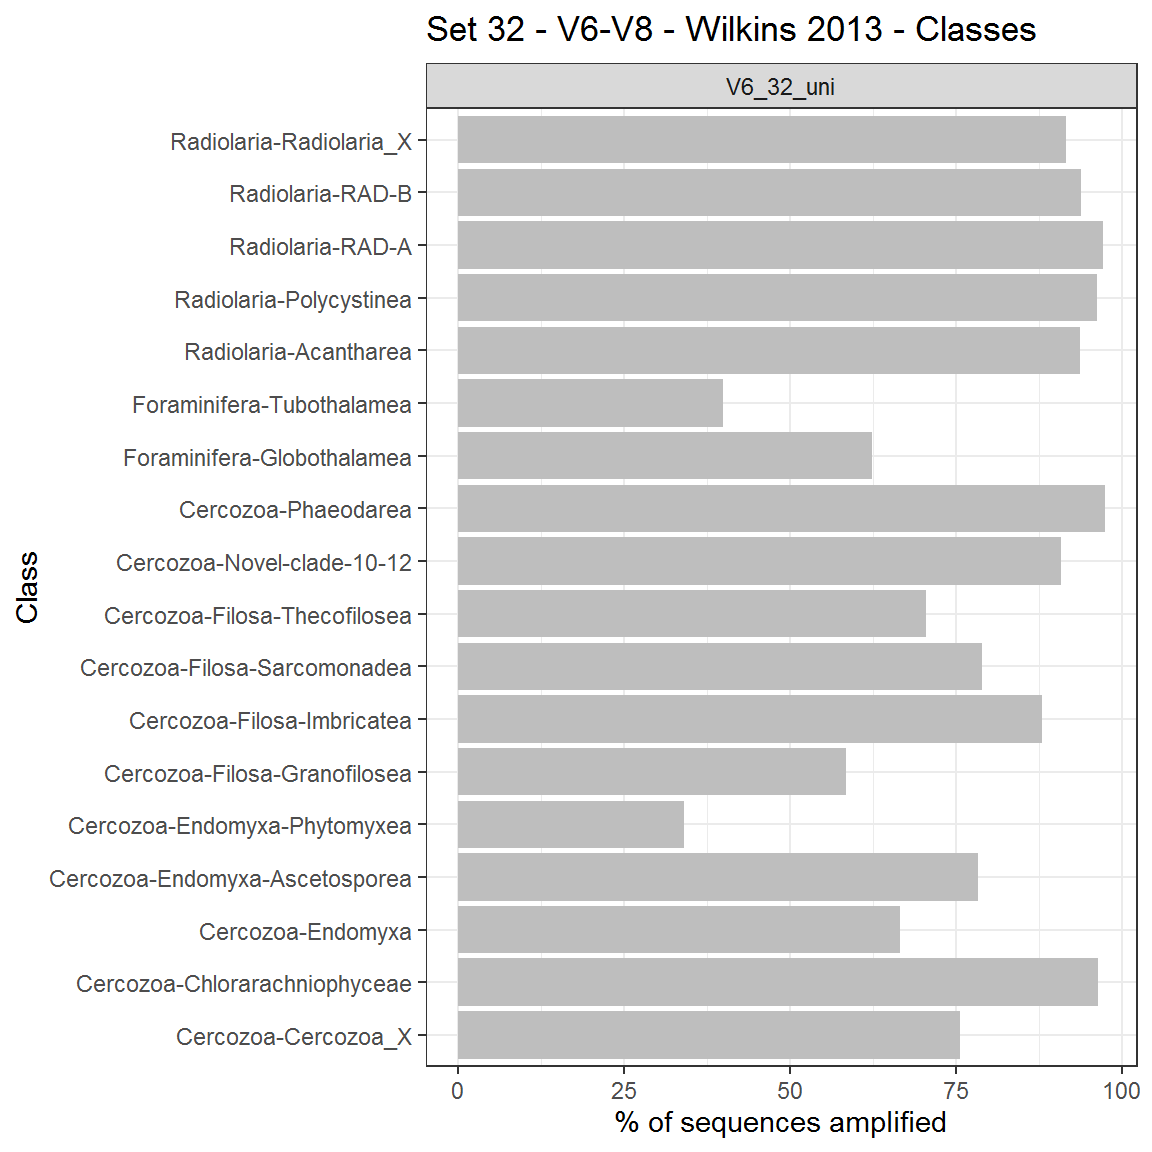 Set 32 - V6-V8 - Wilkins 2013 - Classes
V6_32_uni
Radiolaria-Radiolaria_X
Radiolaria-RAD-B
Radiolaria-RAD-A
Radiolaria-Polycystinea
Radiolaria-Acantharea
Foraminifera-Tubothalamea
Foraminifera-Globothalamea
Cercozoa-Phaeodarea
Cercozoa-Novel-clade-10-12
Cercozoa-Filosa-Thecofilosea
Cercozoa-Filosa-Sarcomonadea
Cercozoa-Filosa-Imbricatea
Cercozoa-Filosa-Granofilosea
Cercozoa-Endomyxa-Phytomyxea
Cercozoa-Endomyxa-Ascetosporea
Cercozoa-Endomyxa
Cercozoa-Chlorarachniophyceae
Cercozoa-Cercozoa_X
Class
0 25 50 75 100
% of sequences amplified